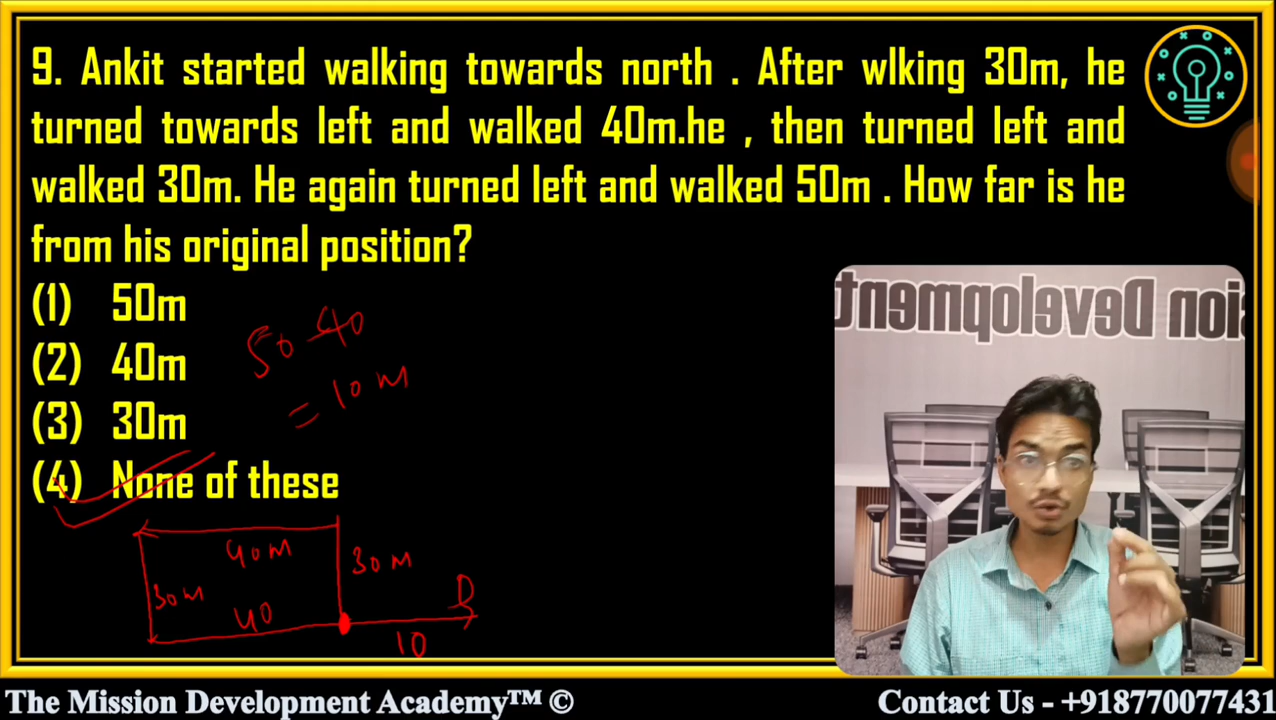 9. Ankit started walking towards north . After wlking 30m, he
turned towards left and walked 40m.he , then turned left and
walked 30m. He again turned left and walked 50m . How far is he
from his original position?
(1) 50m
(2) 40m
(3) 30m
(4) None of these
50-40
= 10 M
40M
30M
30M
40
10
sion Development
The Mission Development Academy™ ©
Contact Us - +918770077431